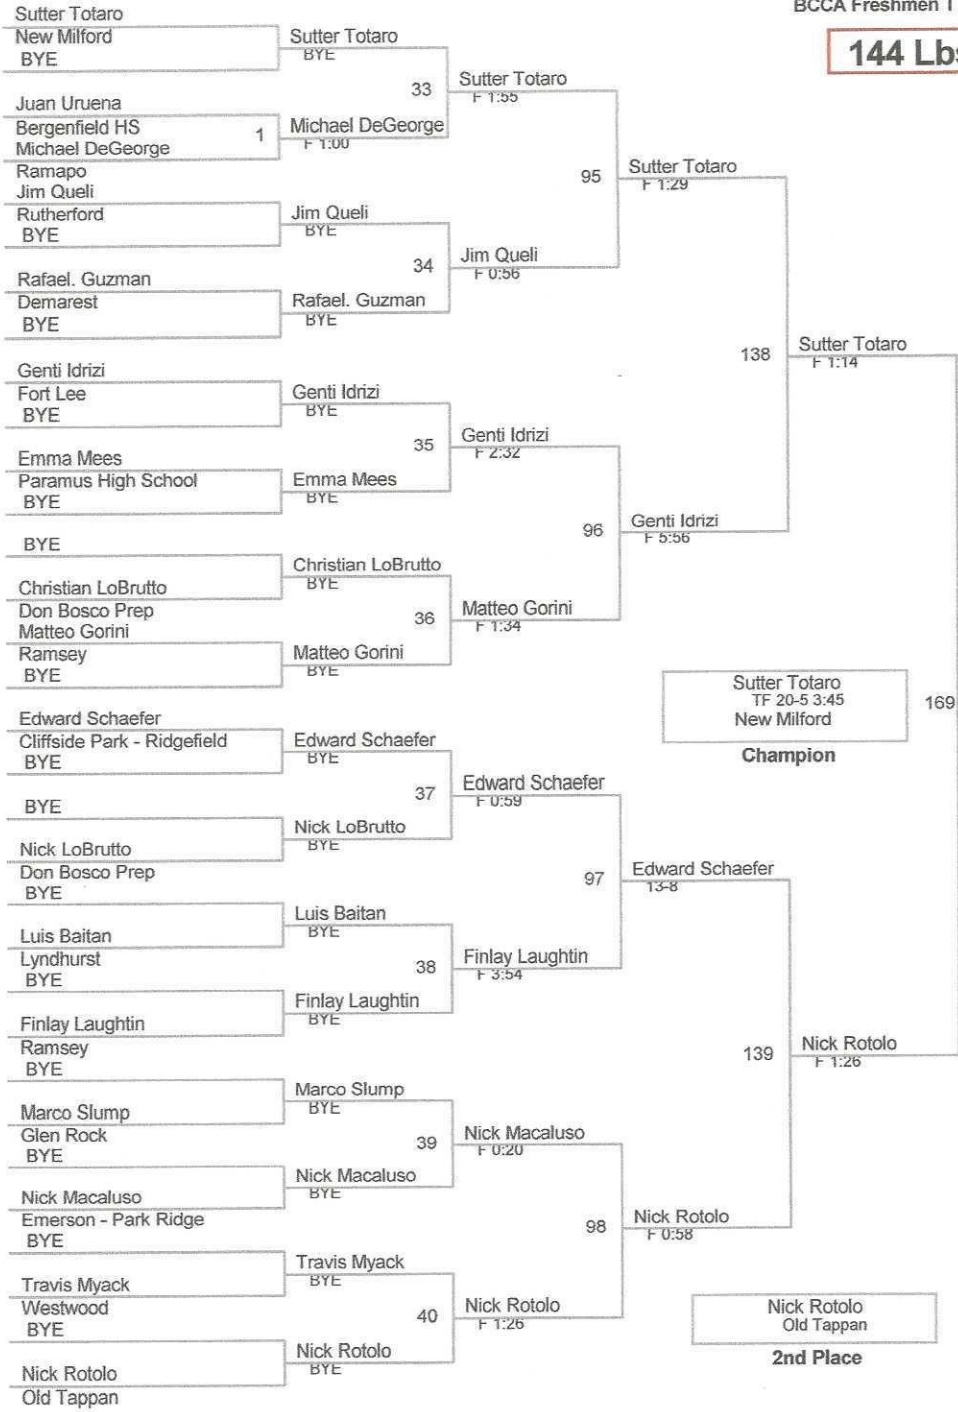 BCCA Freshmen T
144 Lbs
Sutter Totaro
New Milford
BYE
Juan Uruena
Bergenfield HS
1
Michael DeGeorge
Ramapo
Jim Queli
Rutherford
BYE
Rafael. Guzman
Demarest
BYE
Genti Idrizi
Fort Lee
BYE
Emma Mees
Paramus High School
BYE
BYE
Christian LoBrutto
Don Bosco Prep
Matteo Gorini
Ramsey
BYE
Edward Schaefer
Cliffside Park - Ridgefield
BYE
BYE
Nick LoBrutto
Don Bosco Prep
BYE
Luis Baitan
Lyndhurst
BYE
Finlay Laughtin
Ramsey
BYE
Marco Slump
Glen Rock
BYE
Nick Macaluso
Emerson - Park Ridge
BYE
Travis Myack
Westwood
BYE
Nick Rotolo
Old Tappan
Sutter Totaro
BYE
33
Michael DeGeorge
F 1:00
Jim Queli
BYE
34
Rafael. Guzman
BYE
Genti Idrizi
BYE
35
Emma Mees
BYE
Christian LoBrutto
BYE
36
Matteo Gorini
BYE
Edward Schaefer
BYE
37
Nick LoBrutto
BYE
Luis Baitan
BYE
38
Finlay Laughtin
BYE
Marco Slump
BYE
39
Nick Macaluso
BYE
Travis Myack
BYE
40
Nick Rotolo
BYE
Sutter Totaro
F 1:55
95
Jim Queli
F 0:56
Genti Idrizi
F 2:32
96
Matteo Gorini
F 1:34
Edward Schaefer
F 0:59
97
Finlay Laughtin
F 3:54
Nick Macaluso
F 0:20
98
Nick Rotolo
F 1:26
Sutter Totaro
F 1:29
138
Genti Idrizi
F 5:56
Edward Schaefer
13-8
139
Nick Rotolo
F 0:58
Sutter Totaro
F 1:14
169
Nick Rotolo
F 1:26
Sutter Totaro
TF 20-5 3:45
New Milford
Champion
Nick Rotolo
Old Tappan
2nd Place